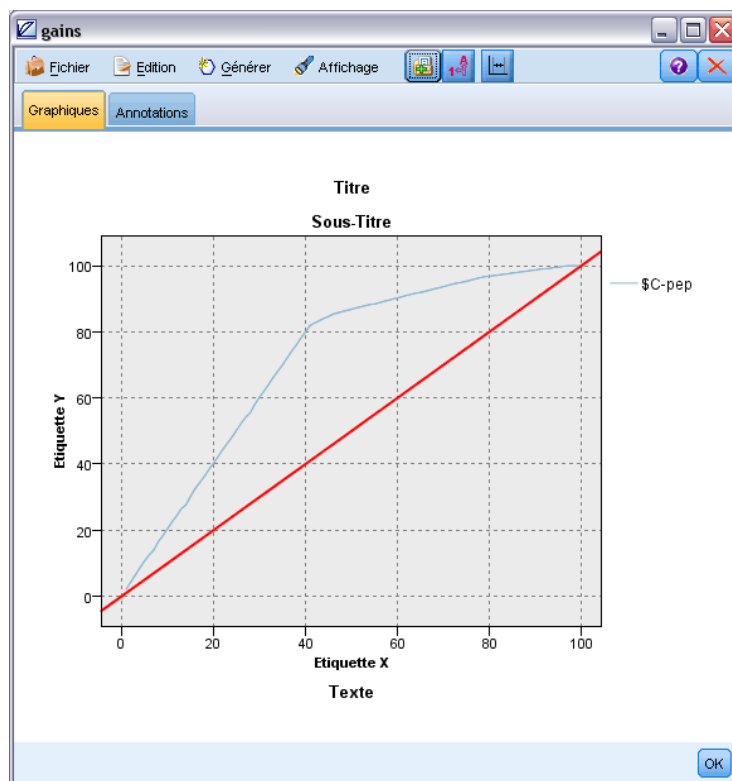 gains
Fichier Edition Générer Affichage
Graphiques Annotations
Titre
Sous-Titre
100
80
60
40
20
0
Etiquette Y
$C-pep
0 20 40 60 80 100
Etiquette X
Texte
OK